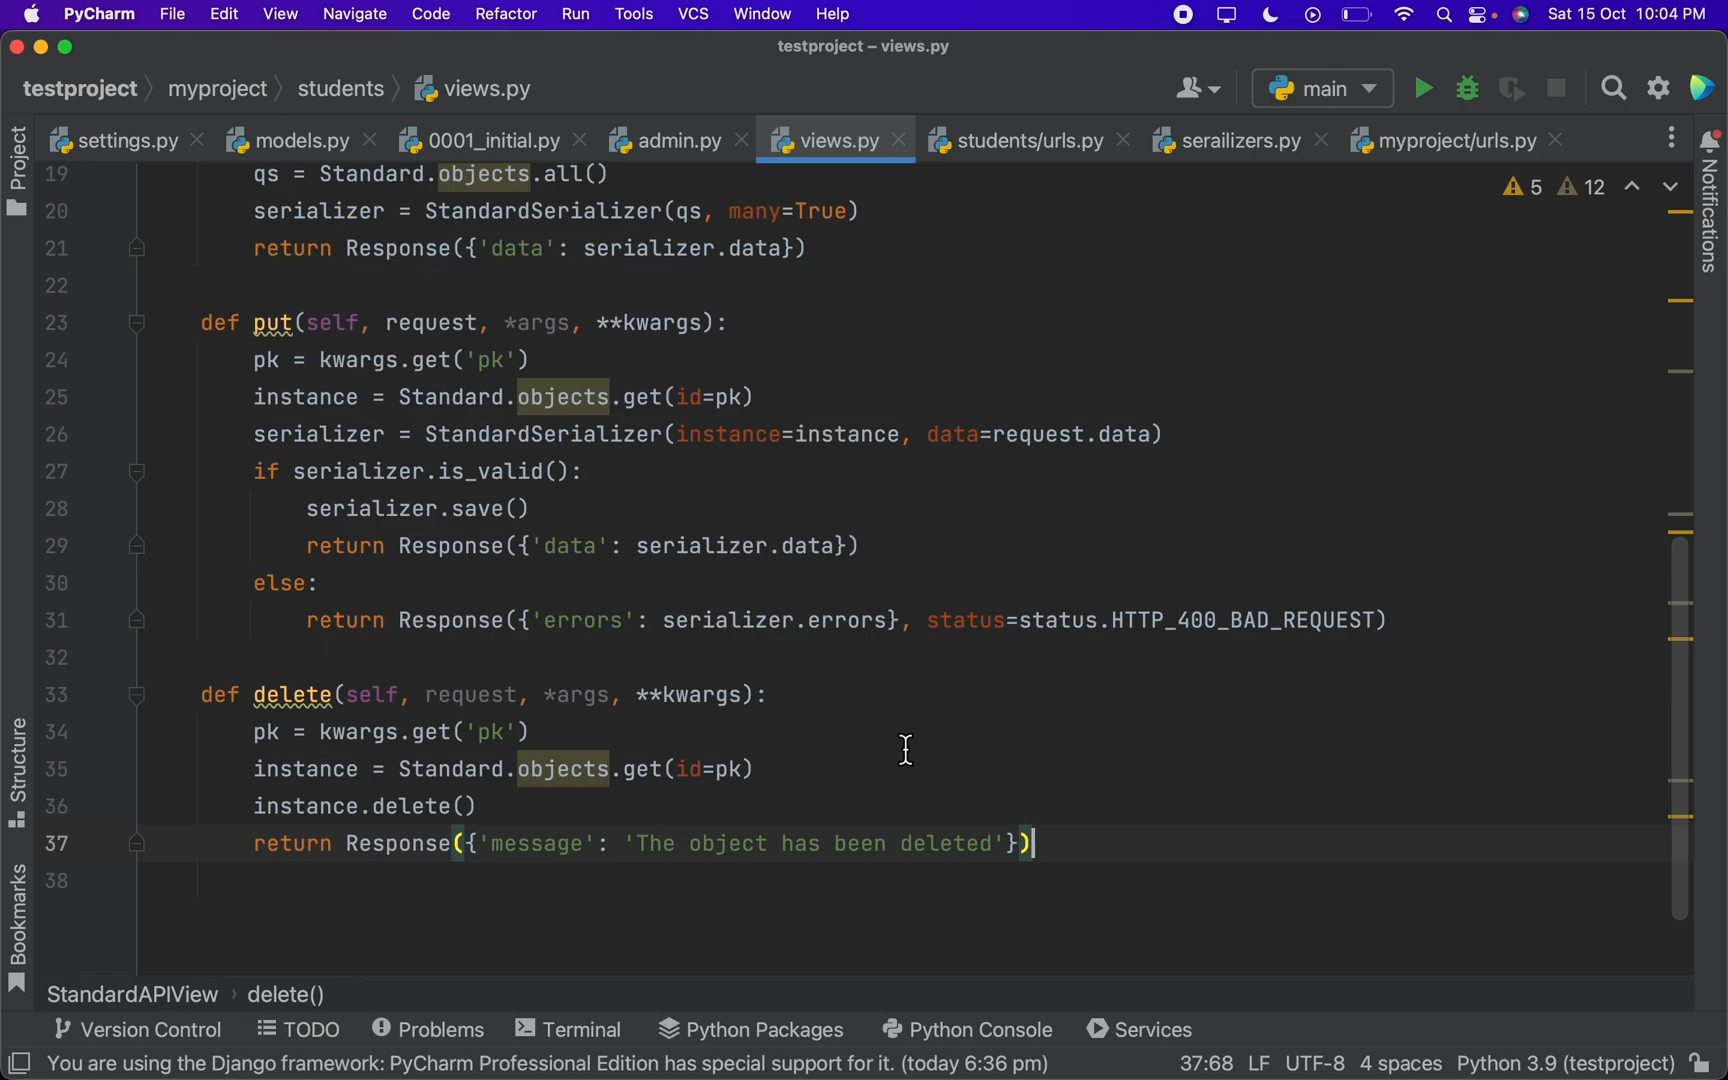 PyCharm File Edit View Navigate Code Refactor Run Tools VCS Window Help Sat 15 Oct 10:04 PM
testproject – views.py
testproject myproject students views.py main
settings.py models.py 0001_initial.py admin.py views.py students/urls.py serailizers.py myproject/urls.py
Project
Notifications
Structure
Bookmarks
5 12
19 qs = Standard.objects.all()
20 serializer = StandardSerializer(qs, many=True)
21 return Response({'data': serializer.data})
22
23 def put(self, request, *args, **kwargs):
24 pk = kwargs.get('pk')
25 instance = Standard.objects.get(id=pk)
26 serializer = StandardSerializer(instance=instance, data=request.data)
27 if serializer.is_valid():
28 serializer.save()
29 return Response({'data': serializer.data})
30 else:
31 return Response({'errors': serializer.errors}, status=status.HTTP_400_BAD_REQUEST)
32
33 def delete(self, request, *args, **kwargs):
34 pk = kwargs.get('pk')
35 instance = Standard.objects.get(id=pk)
36 instance.delete()
37 return Response({'message': 'The object has been deleted'})
38
StandardAPIView delete()
Version Control TODO Problems Terminal Python Packages Python Console Services
You are using the Django framework: PyCharm Professional Edition has special support for it. (today 6:36 pm) 37:68 LF UTF-8 4 spaces Python 3.9 (testproject)